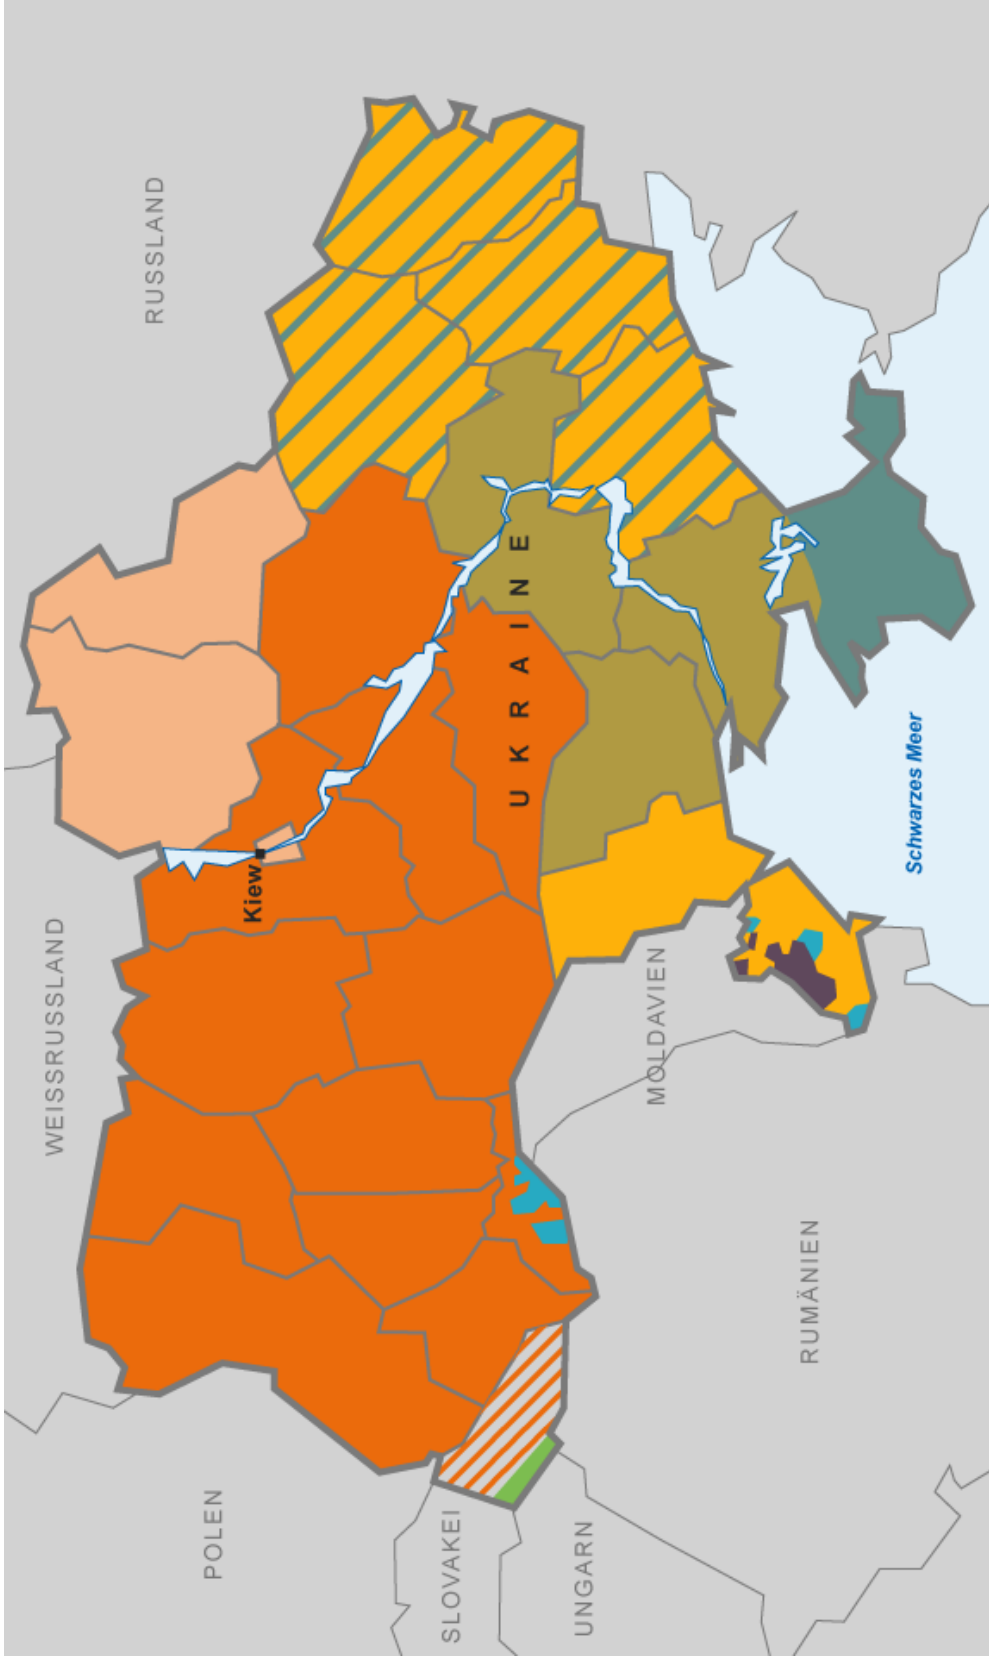 WEISSRUSSLAND
RUSSLAND
POLEN
Kiew
SLOVAKEI
UKRAINE
UNGARN
MOLDAVIEN
RUMÄNIEN
Schwarzes Meer